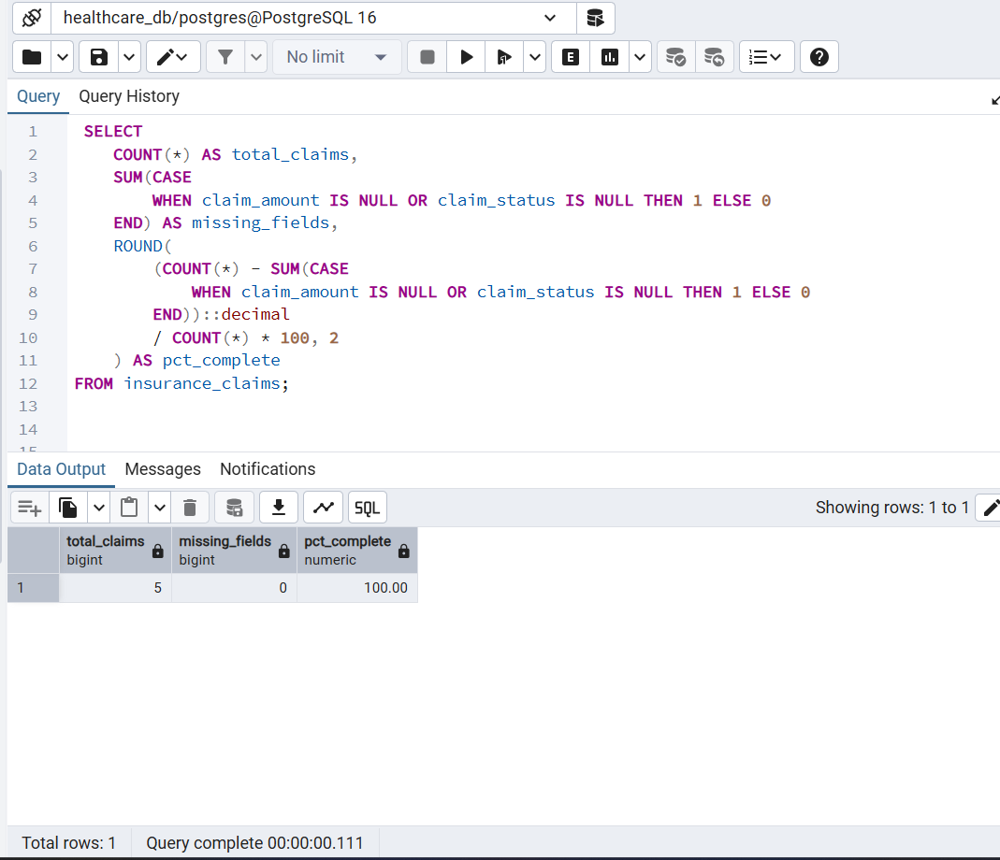 healthcare_db/postgres@PostgreSQL 16
No limit
E
Query Query History
1 SELECT
2 COUNT(*) AS total_claims,
3 SUM(CASE
4 WHEN claim_amount IS NULL OR claim_status IS NULL THEN 1 ELSE 0
5 END) AS missing_fields,
6 ROUND(
7 (COUNT(*) - SUM(CASE
8 WHEN claim_amount IS NULL OR claim_status IS NULL THEN 1 ELSE 0
9 END))::decimal
10 / COUNT(*) * 100, 2
11 ) AS pct_complete
12 FROM insurance_claims;
13
14
15
Data Output Messages Notifications
SQL Showing rows: 1 to 1
total_claims missing_fields pct_complete
bigint bigint numeric
1 5 0 100.00
Total rows: 1 Query complete 00:00:00.111